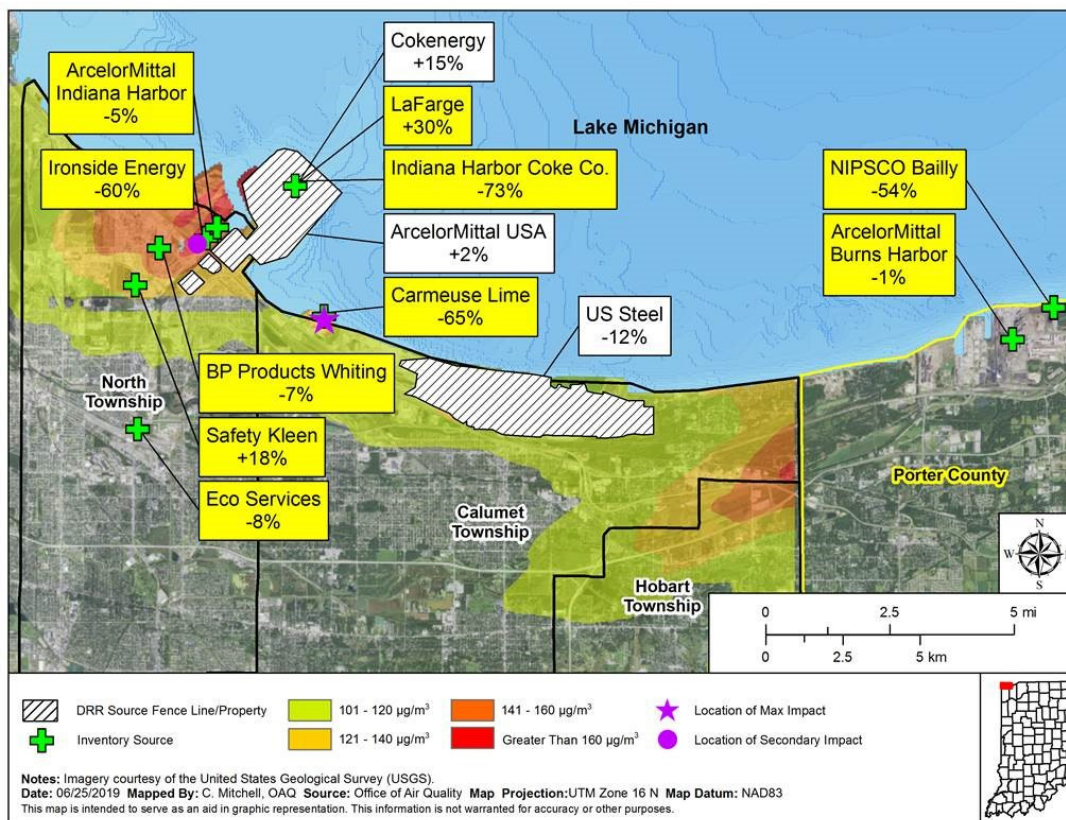 Cokenergy
+15%
ArcelorMittal
Indiana Harbor
-5%
LaFarge
+30%
Lake Michigan
Ironside Energy
-60%
Indiana Harbor Coke Co.
-73%
NIPSCO Bailly
-54%
ArcelorMittal USA
+2%
ArcelorMittal
Burns Harbor
-1%
Carmeuse Lime
-65%
US Steel
-12%
BP Products Whiting
-7%
North
Township
Safety Kleen
+18%
Eco Services
-8%
Porter County
Calumet
Township
Hobart
Township
N
W
S
0 2.5 5 mi
0 2.5 5 km
DRR Source Fence Line/Property
Inventory Source
101 - 120 µg/m³
121 - 140 µg/m³
141 - 160 µg/m³
Greater Than 160 µg/m³
Location of Max Impact
Location of Secondary Impact
Notes: Imagery courtesy of the United States Geological Survey (USGS).
Date: 06/25/2019 Mapped By: C. Mitchell, OAQ Source: Office of Air Quality Map Projection:UTM Zone 16 N Map Datum: NAD83
This map is intended to serve as an aid in graphic representation. This information is not warranted for accuracy or other purposes.